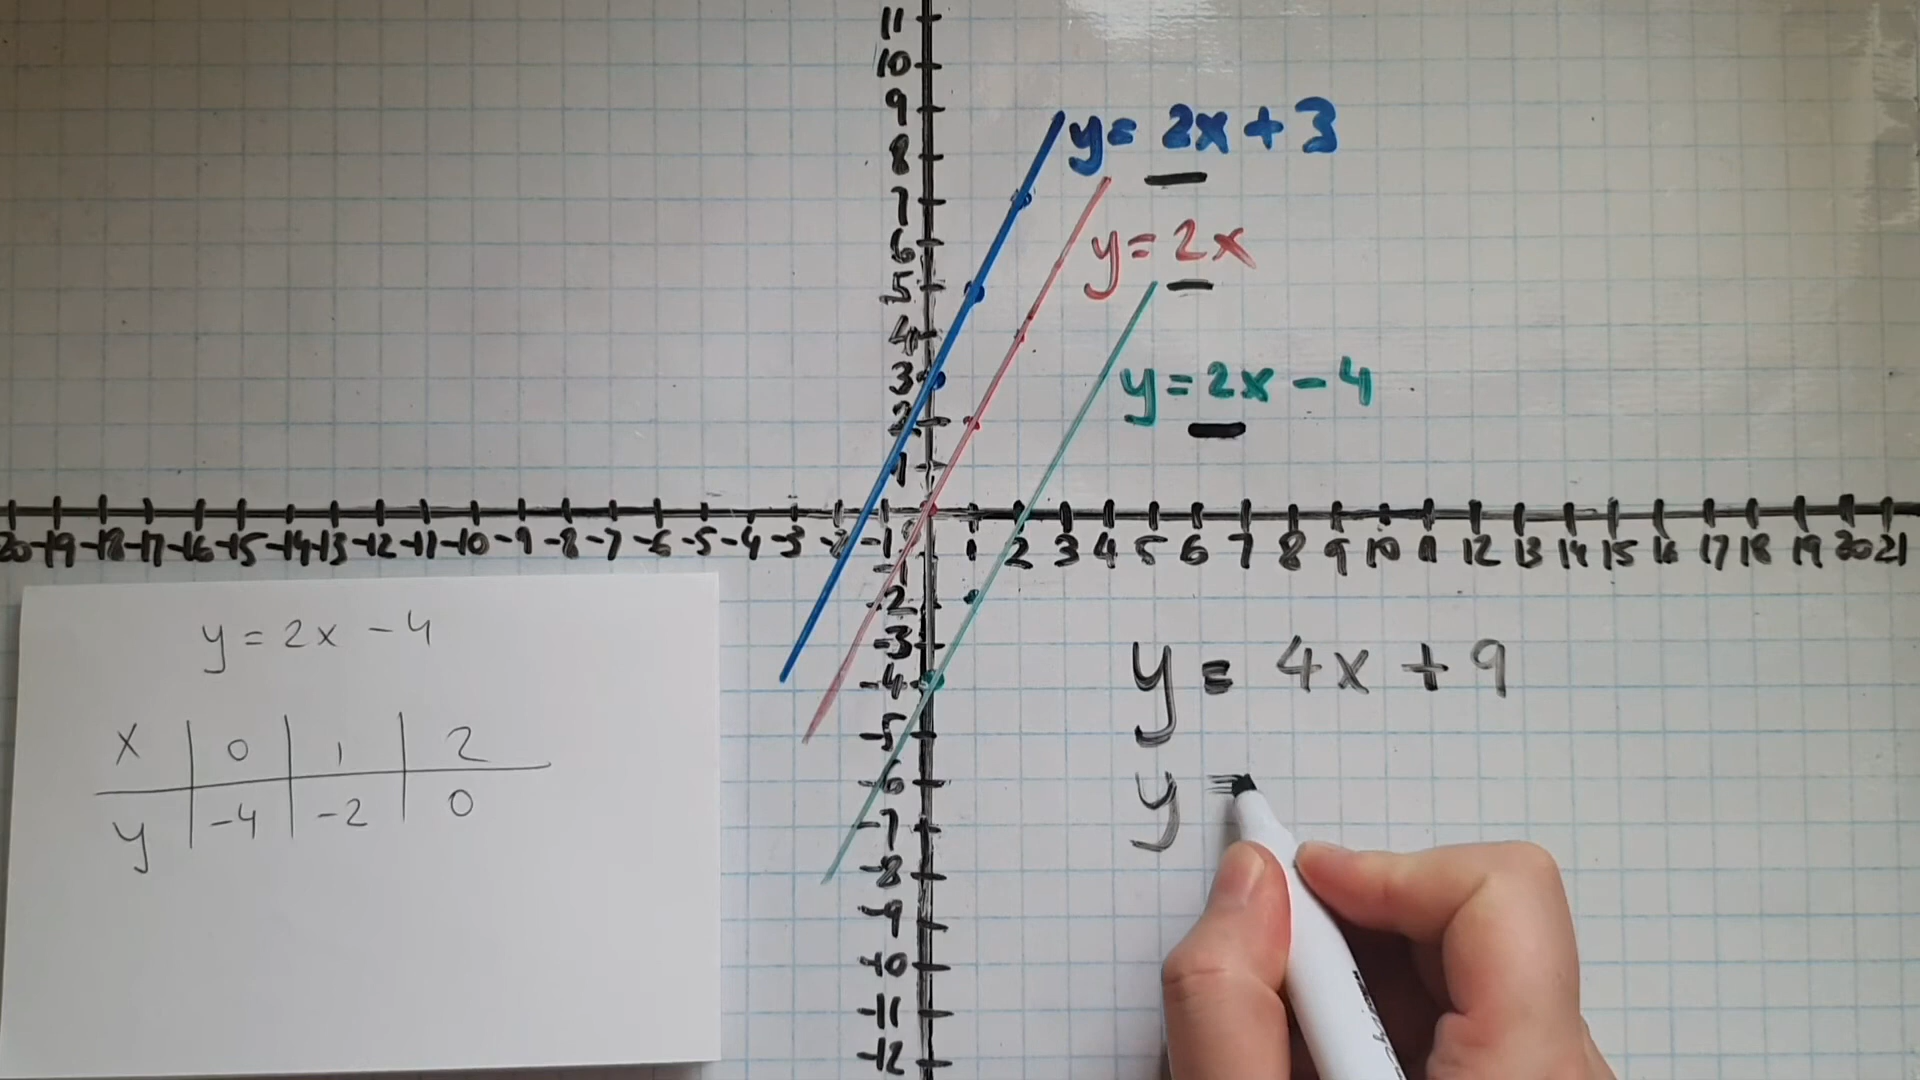 11
10
9
8
7
6
5
4
3
2
1
y = 2x + 3
y = 2x
y = 2x - 4
20 -19 -18 -17 -16 -15 -14 -13 -12 -11 -10 -9 -8 -7 -6 -5 -4 -3 -2 -1 0 1 2 3 4 5 6 7 8 9 10 11 12 13 14 15 16 17 18 19 20 21
-1
-2
-3
-4
-5
-6
-7
-8
-9
-10
-11
-12
y = 2x - 4
x 0 1 2
y -4 -2 0
y = 4x + 9
y =